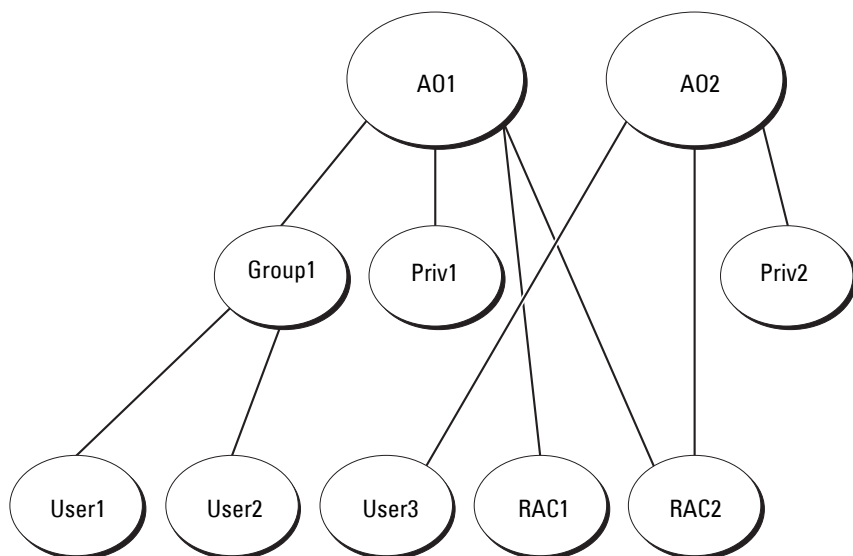 AO1
AO2
Group1
Priv1
Priv2
User1
User2
User3
RAC1
RAC2